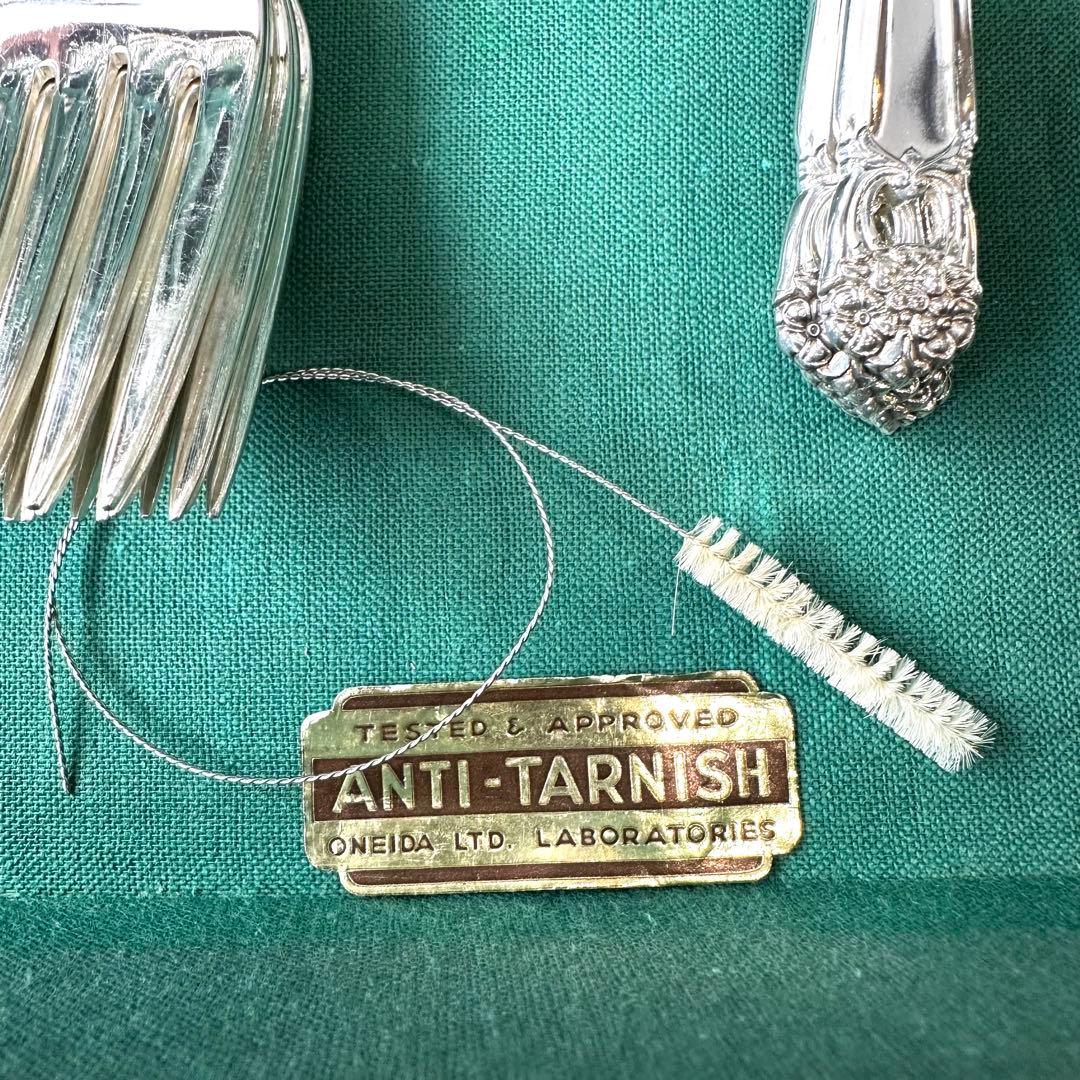 TESTED & APPROVED
ANTI-TARNISH
ONEIDA LTD. LABORATORIES